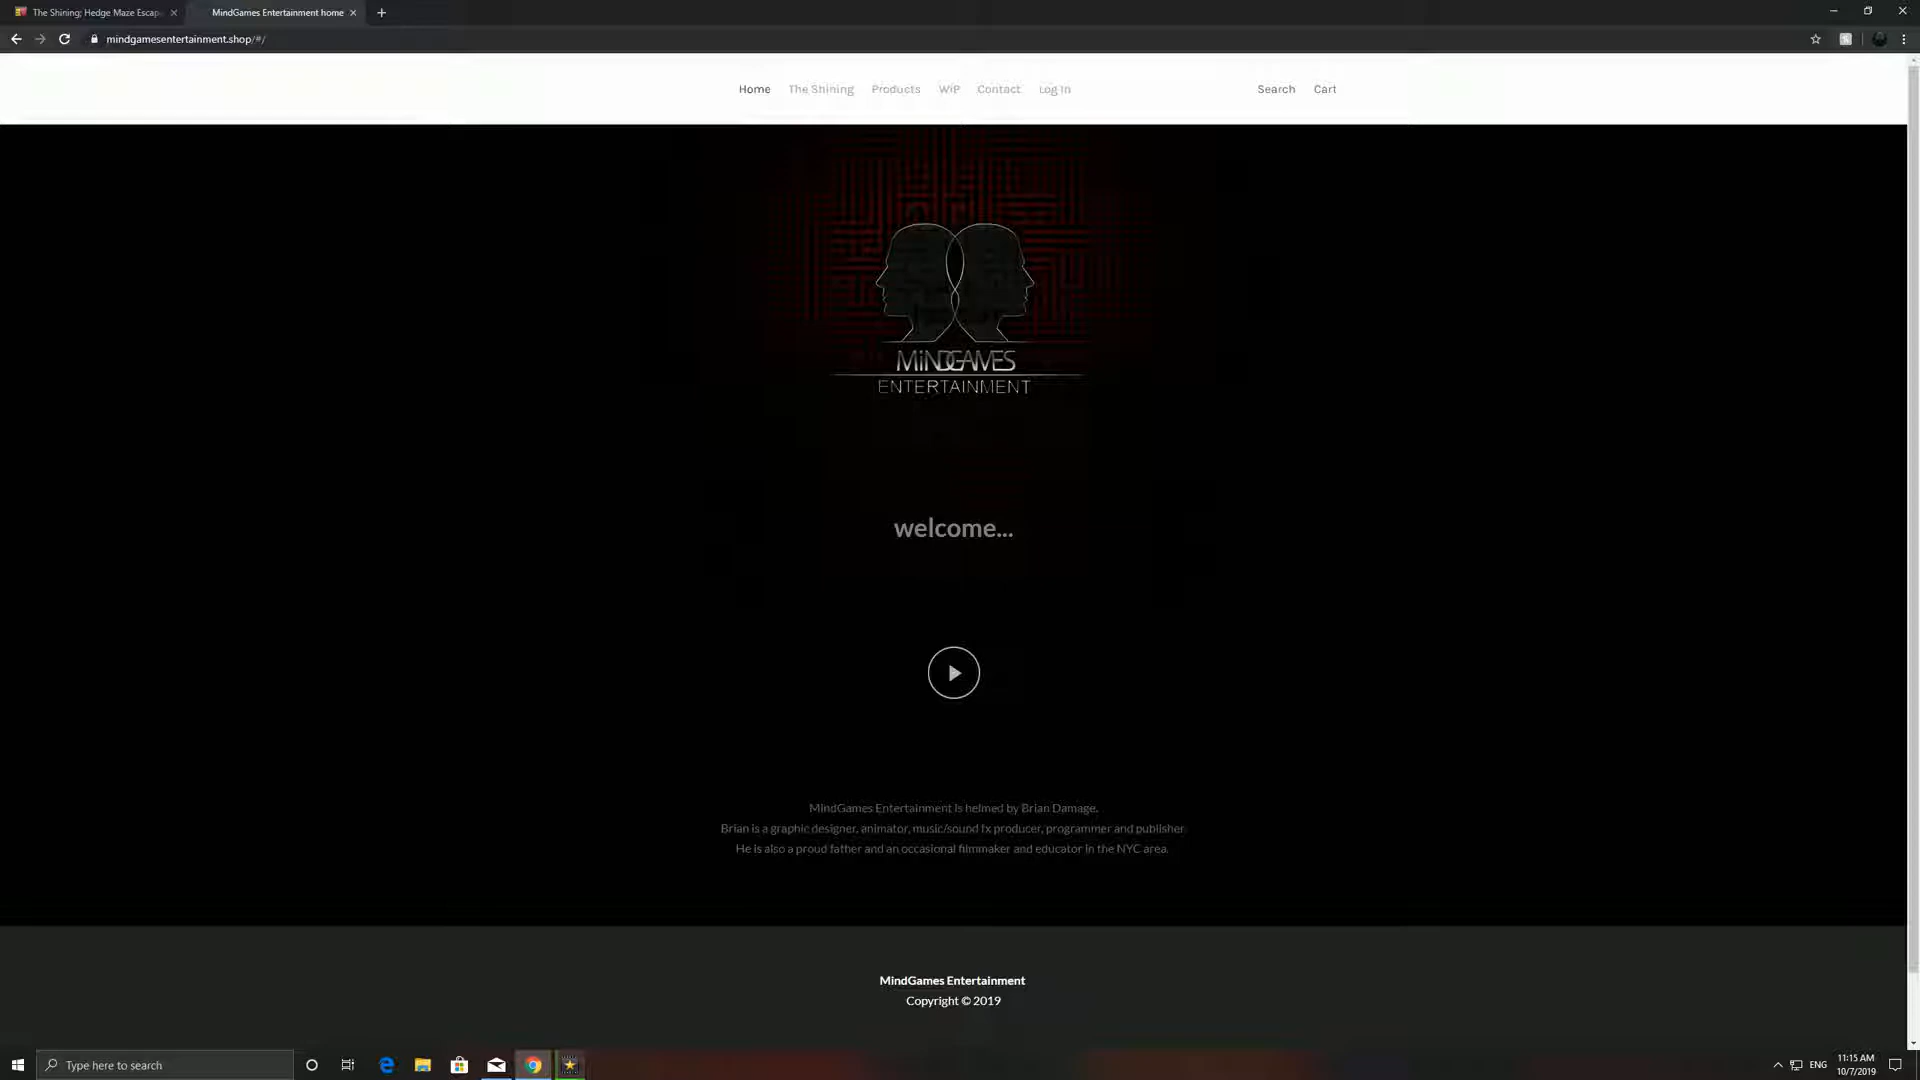 The Shining; Hedge Maze Escap
MindGames Entertainment home
mindgamesentertainment.shop/#/
Home The Shining Products WiP Contact Log In Search Cart
MiNDGAMES
ENTERTAINMENT
welcome...
MindGames Entertainment is helmed by Brian Damage.
Brian is a graphic designer, animator, music/sound fx producer, programmer and publisher.
He is also a proud father and an occasional filmmaker and educator in the NYC area.
MindGames Entertainment
Copyright © 2019
Type here to search
ENG
11:15 AM
10/7/2019